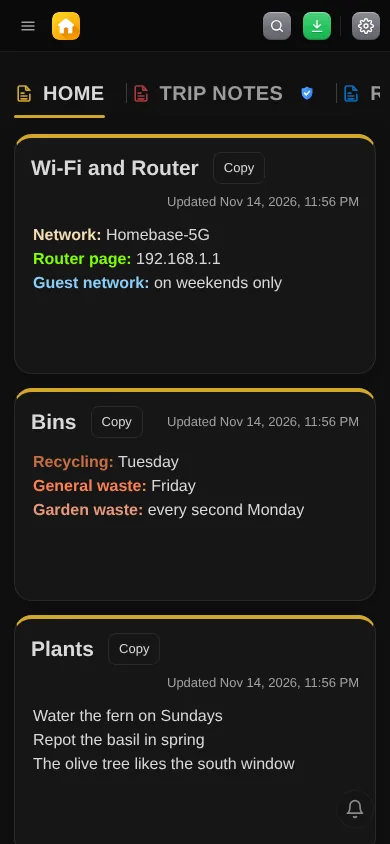 HOME
TRIP NOTES
R
Wi-Fi and Router
Copy
Updated Nov 14, 2026, 11:56 PM
Network: Homebase-5G
Router page: 192.168.1.1
Guest network: on weekends only
Bins
Copy
Updated Nov 14, 2026, 11:56 PM
Recycling: Tuesday
General waste: Friday
Garden waste: every second Monday
Plants
Copy
Updated Nov 14, 2026, 11:56 PM
Water the fern on Sundays
Repot the basil in spring
The olive tree likes the south window